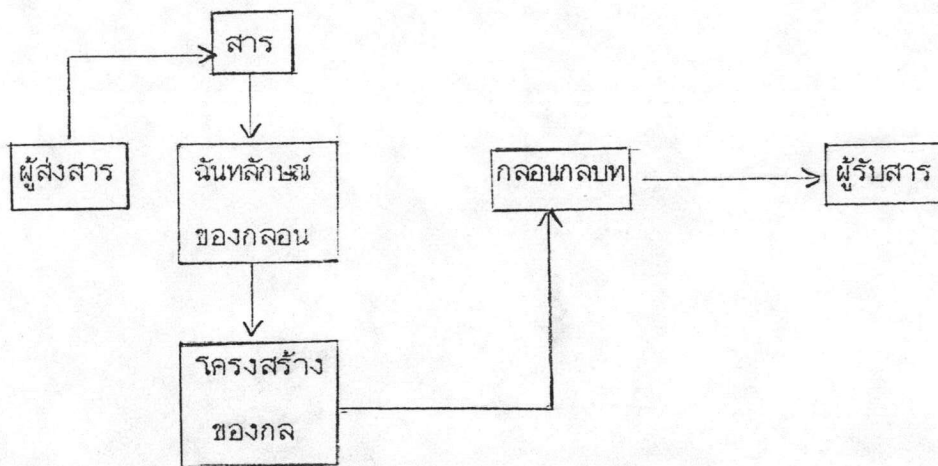 สาร
ผู้ส่งสาร
ฉันทลักษณ์
ของกลอน
กลอนกลบท
ผู้รับสาร
โครงสร้าง
ของกล